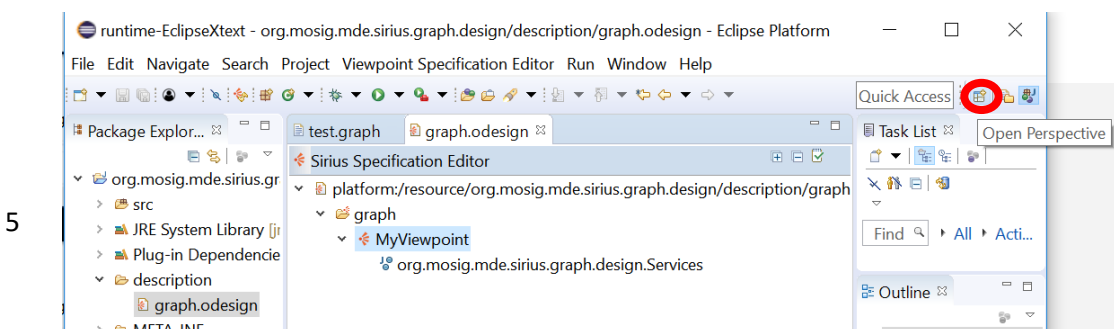 runtime-EclipseXtext - org.mosig.mde.sirius.graph.design/description/graph.odesign - Eclipse Platform
File Edit Navigate Search Project Viewpoint Specification Editor Run Window Help
Quick Access
Package Explor...
test.graph
graph.odesign
Task List
Open Perspective
Sirius Specification Editor
org.mosig.mde.sirius.gr
platform:/resource/org.mosig.mde.sirius.graph.design/description/graph
src
graph
5
JRE System Library [jr
MyViewpoint
Find
All
Acti...
Plug-in Dependencie
org.mosig.mde.sirius.graph.design.Services
description
graph.odesign
Outline
META-INF